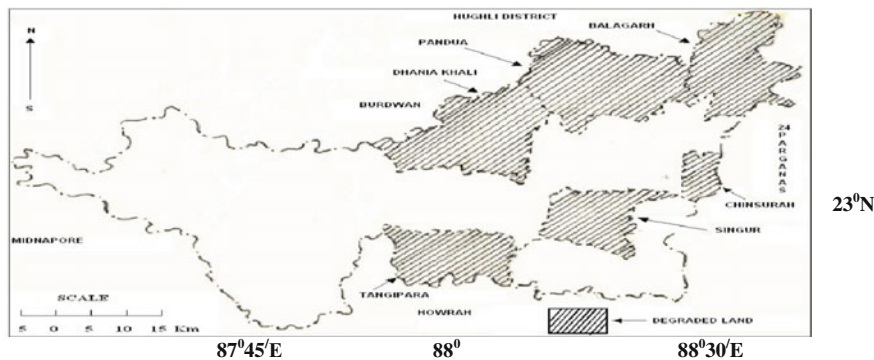 HUGHLI DISTRICT
BALAGARH
PANDUA
N
DHANIA KHALI
S
BURDWAN
24 PARGANAS
CHINSURAH
23⁰N
SINGUR
MIDNAPORE
TANGIPARA
SCALE
HOWRAH
5 0 5 10 15 Km
DEGRADED LAND
87⁰45/E 88⁰ 88⁰30/E